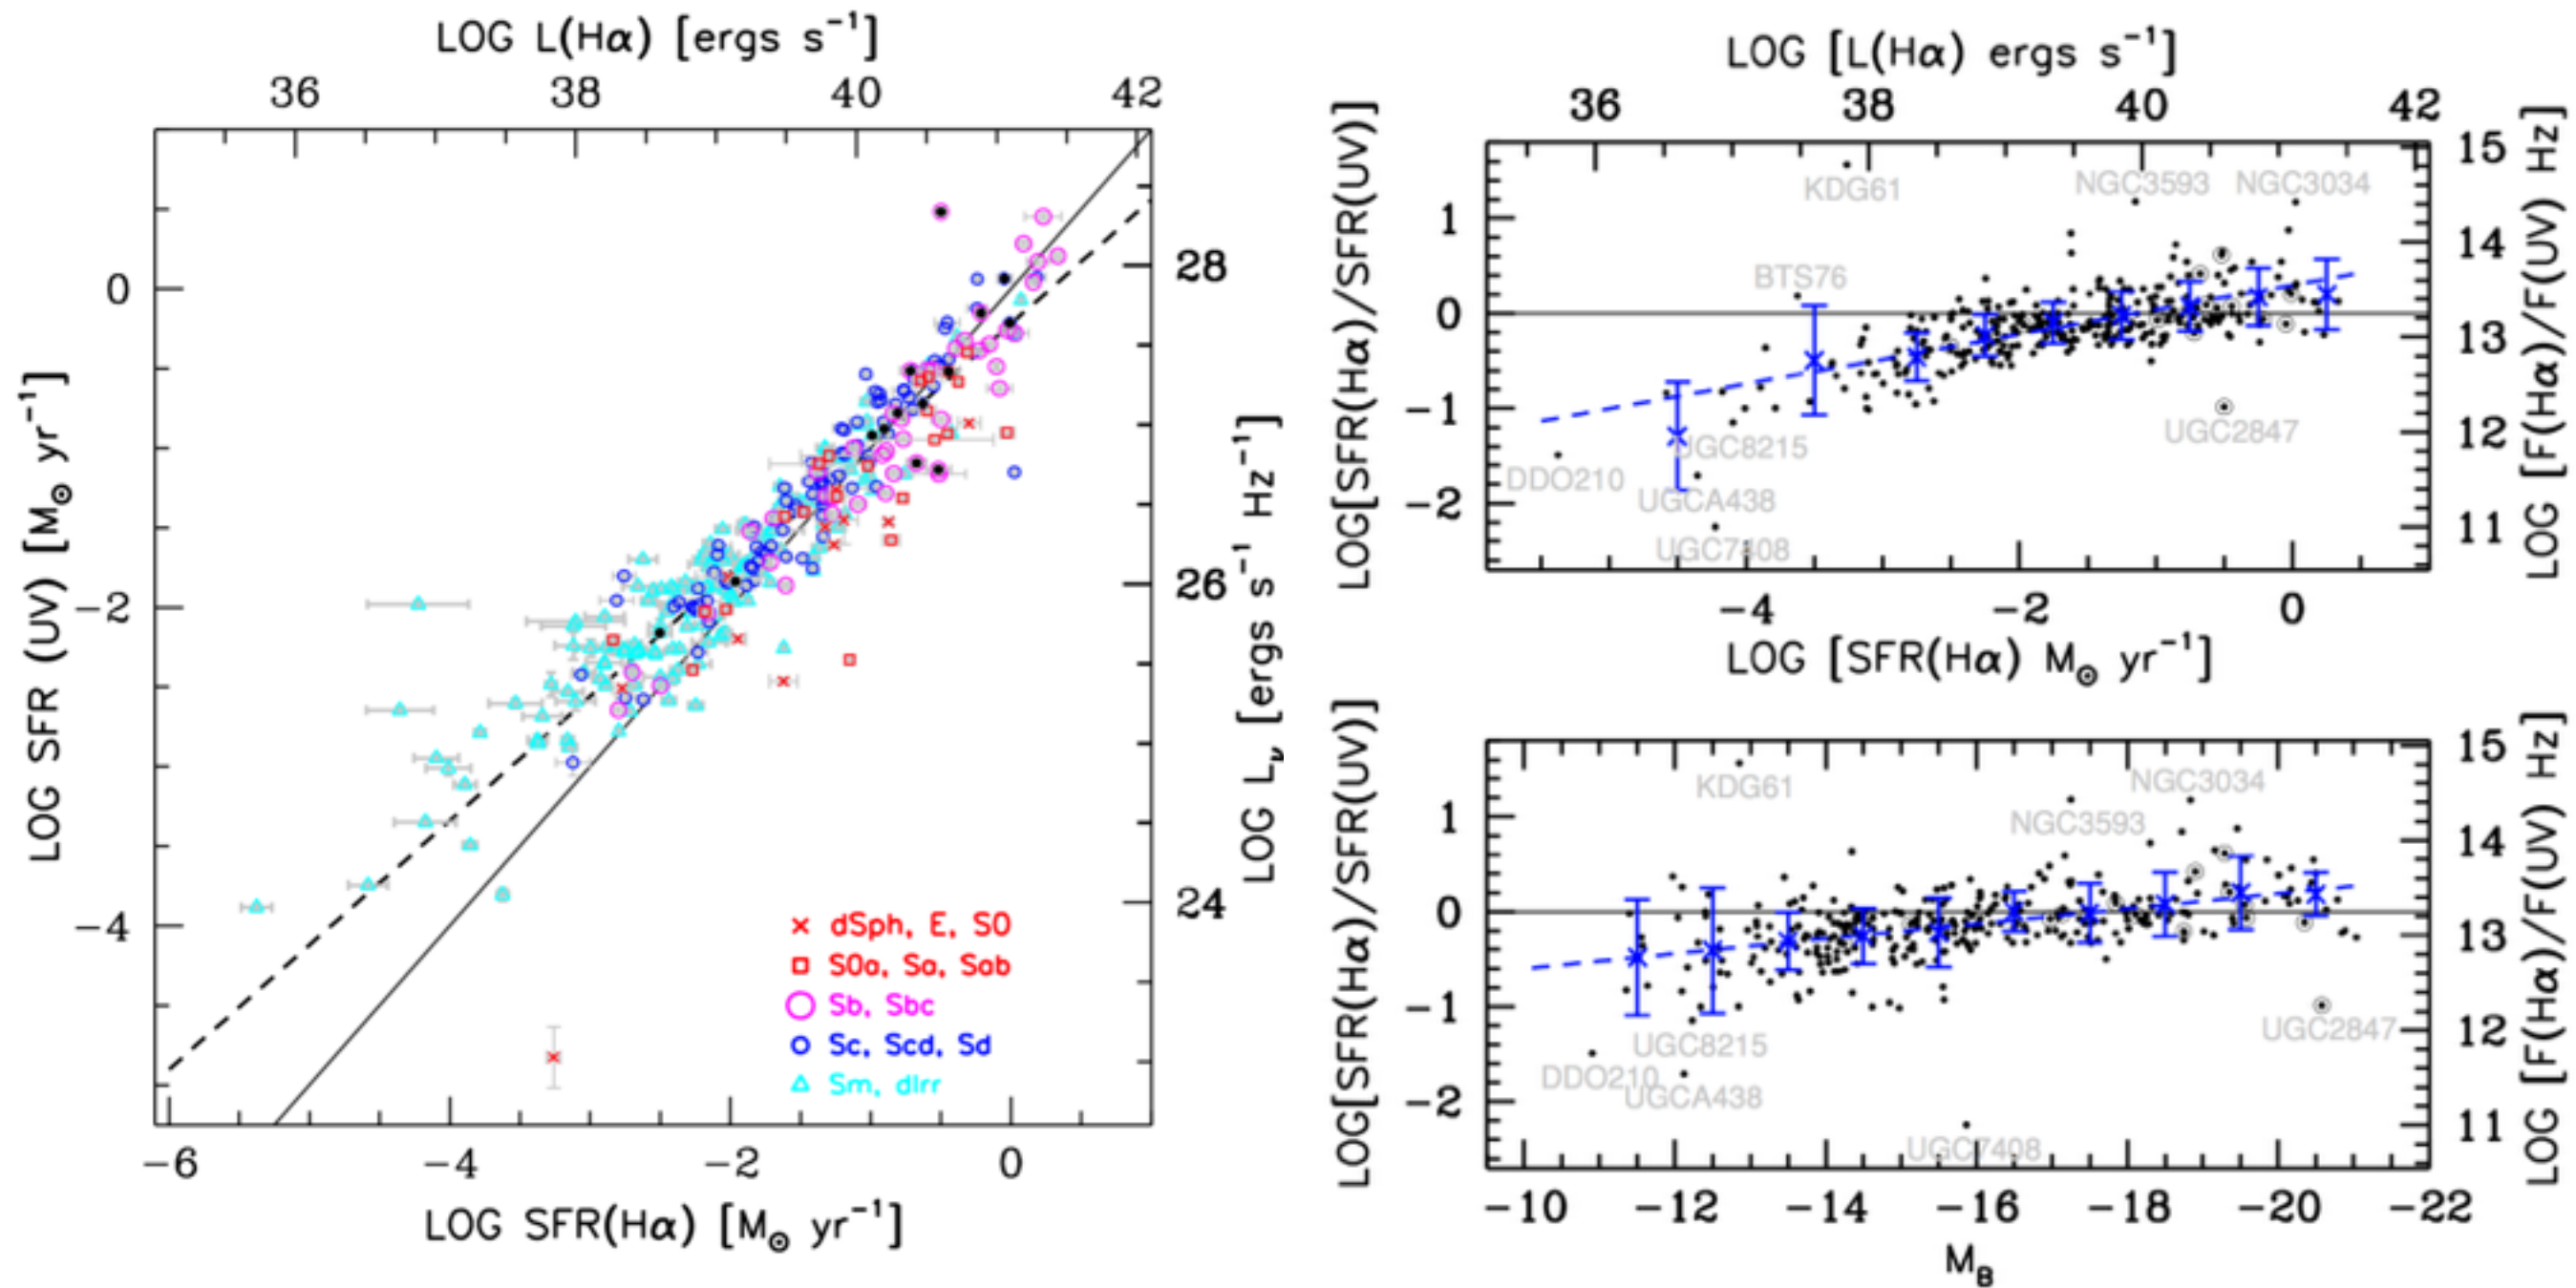 LOG L(Hα) [ergs s⁻¹]
36 38 40 42
LOG SFR (UV) [M⊙ yr⁻¹]
0
-2
-4
28
26
24
LOG Lν [ergs s⁻¹ Hz⁻¹]
dSph, E, S0
S0a, Sa, Sab
Sb, Sbc
Sc, Scd, Sd
Sm, dIrr
-6 -4 -2 0
LOG SFR(Hα) [M⊙ yr⁻¹]
LOG [L(Hα) ergs s⁻¹]
36 38 40 42
LOG[SFR(Hα)/SFR(UV)]
1
0
-1
-2
KDG61
NGC3593
NGC3034
BTS76
UGC2847
UGC8215
DDO210
UGCA438
UGC7408
15
14
13
12
11
LOG [F(Hα)/F(UV) Hz]
-4 -2 0
LOG [SFR(Hα) M⊙ yr⁻¹]
LOG[SFR(Hα)/SFR(UV)]
1
0
-1
-2
KDG61
NGC3034
NGC3593
UGC2847
UGC8215
DDO210
UGCA438
UGC7408
15
14
13
12
11
LOG [F(Hα)/F(UV) Hz]
-10 -12 -14 -16 -18 -20 -22
M_B